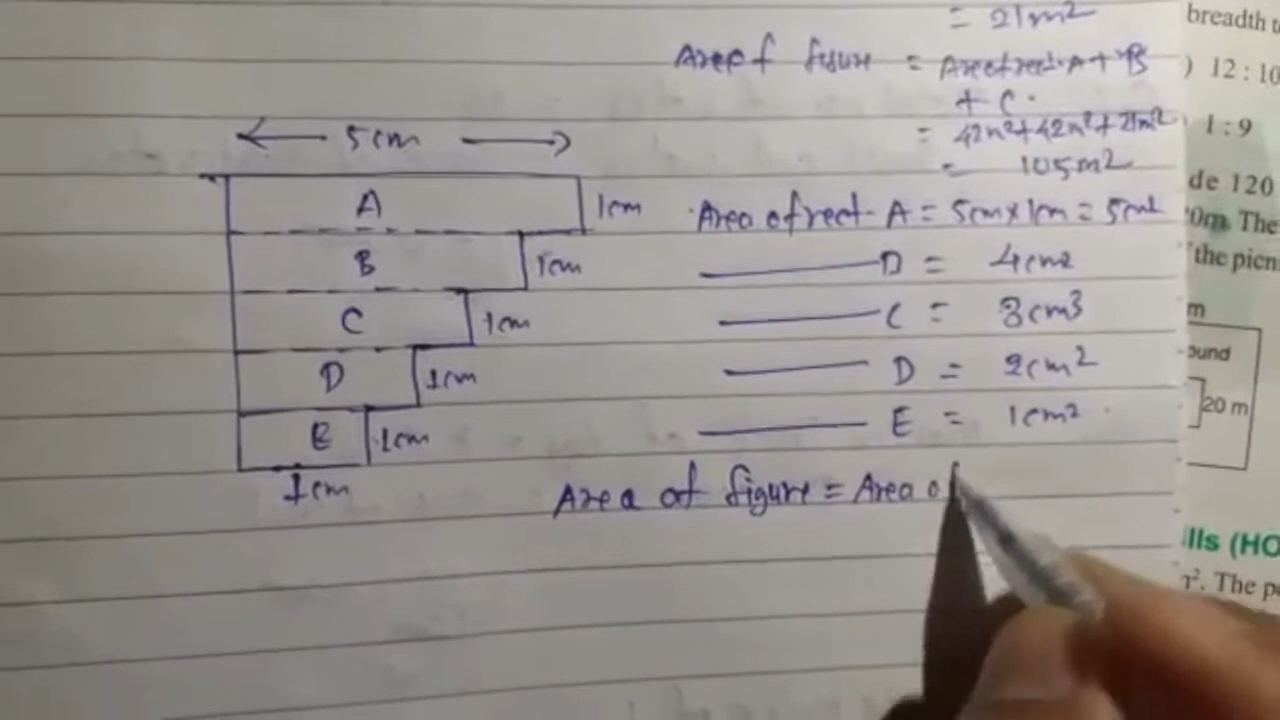 = 21m²
Area of figure = Area of rect. A + B
+ C.
= 42m² + 42m² + 21m²
= 105m²
← 5cm →
A 1cm
B 1cm
C 1cm
D 1cm
E 1cm
1cm
Area of rect A = 5cm x 1cm = 5cm²
D = 4cm²
C = 3cm3
D = 2cm²
E = 1cm²
Area of figure = Area of
breadth
) 12 : 10
1 : 9
de 120
0m. The
the picn
m
ound
20 m
lls (HO
². The